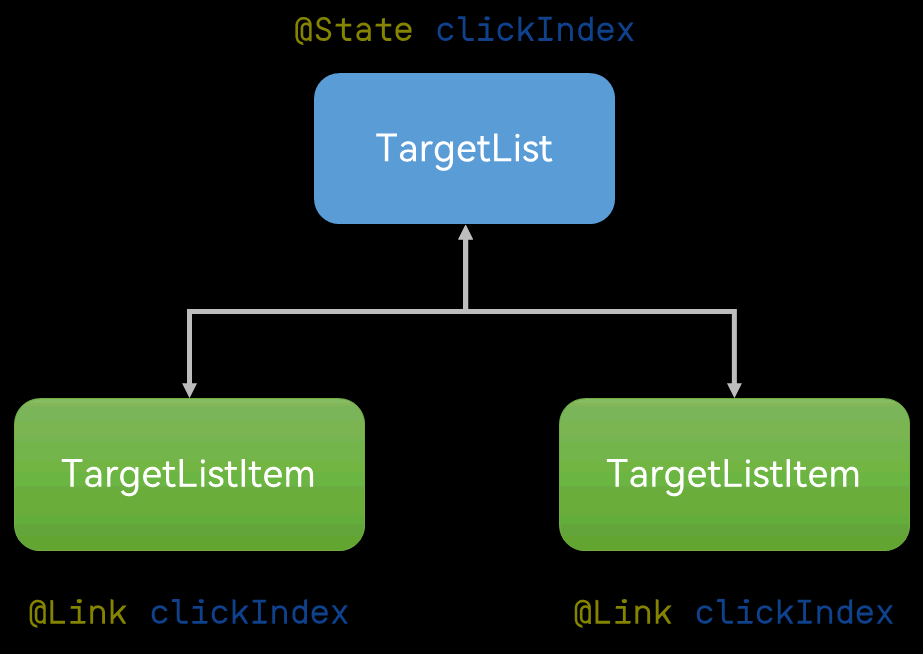 @State clickIndex
TargetList
TargetListItem
TargetListItem
@Link clickIndex
@Link clickIndex